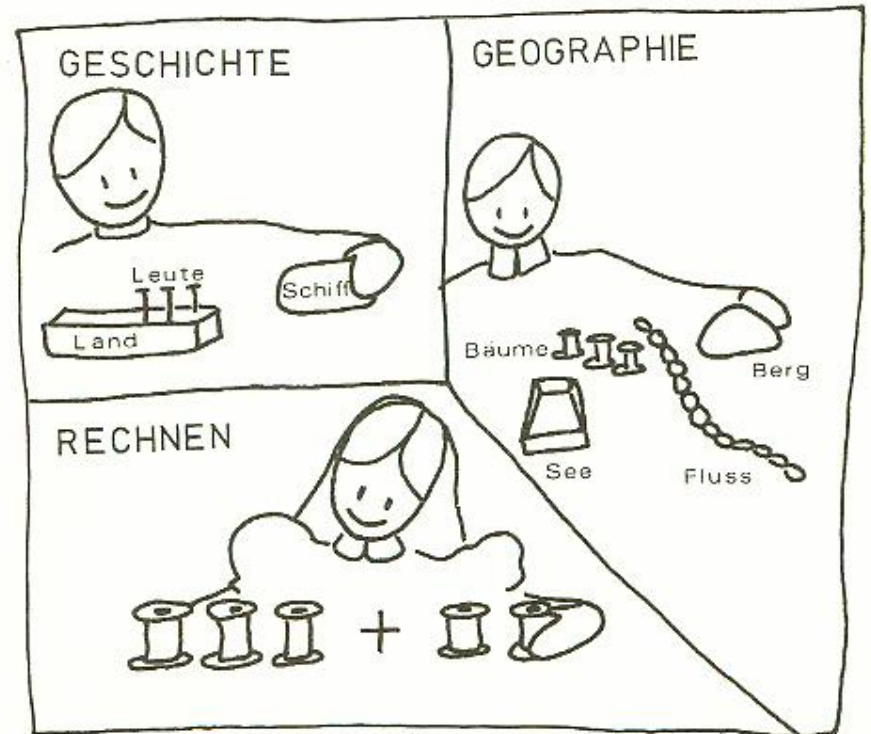 GESCHICHTE
Leute
Schiff
Land
GEOGRAPHIE
Bäume
Berg
See
Fluss
RECHNEN
+